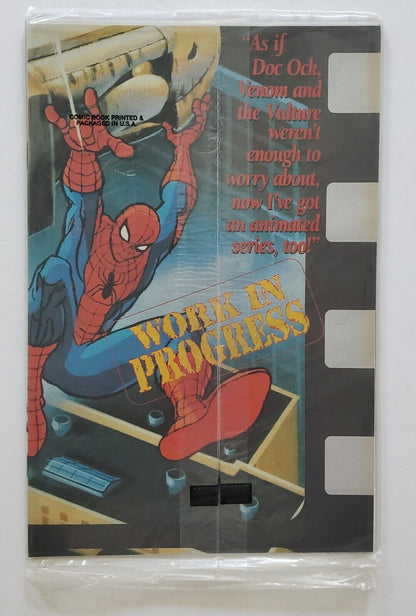 "As if
Doc Ock,
Venom and
the Vulture
weren't
enough to
worry about,
now I've got
an animated
series, too!"
COMIC BOOK PRINTED &
PACKAGED IN U.S.A.
WORK IN
PROGRESS